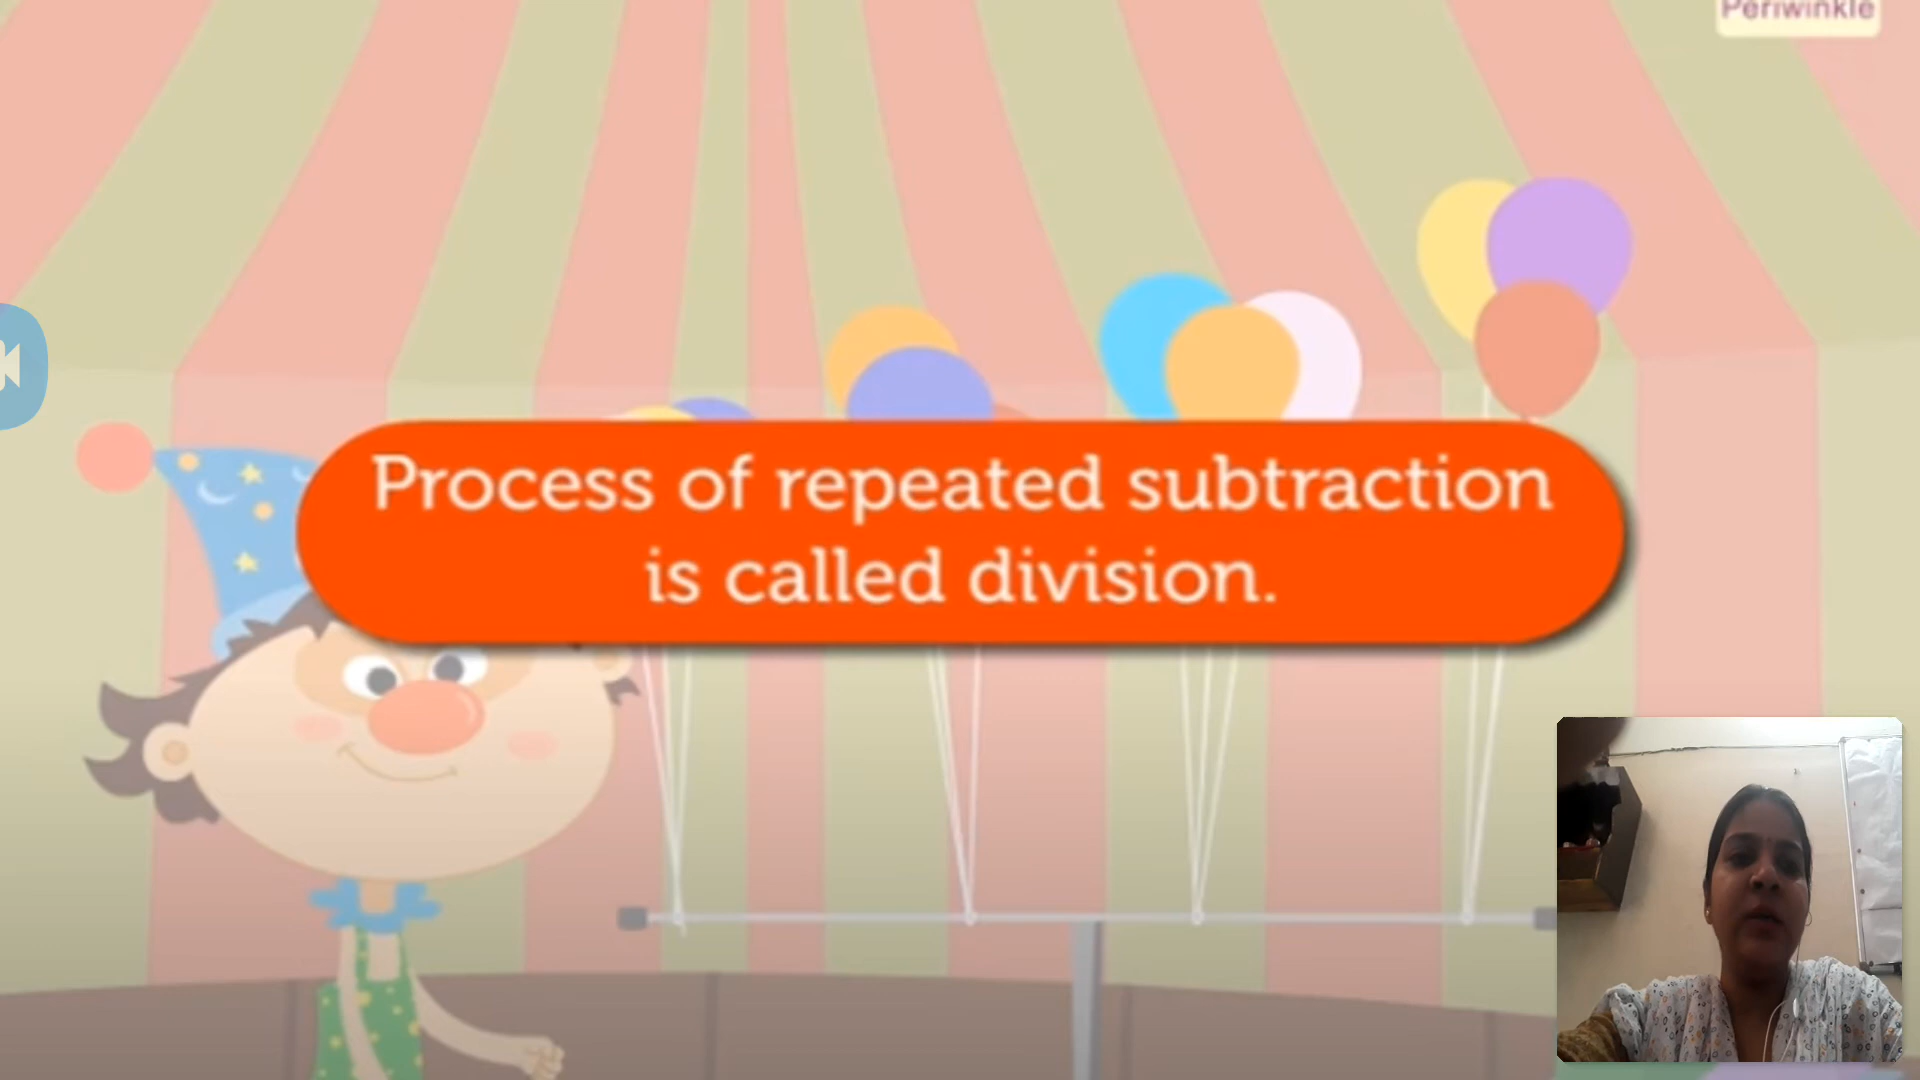 Periwinkle
Process of repeated subtraction
is called division.